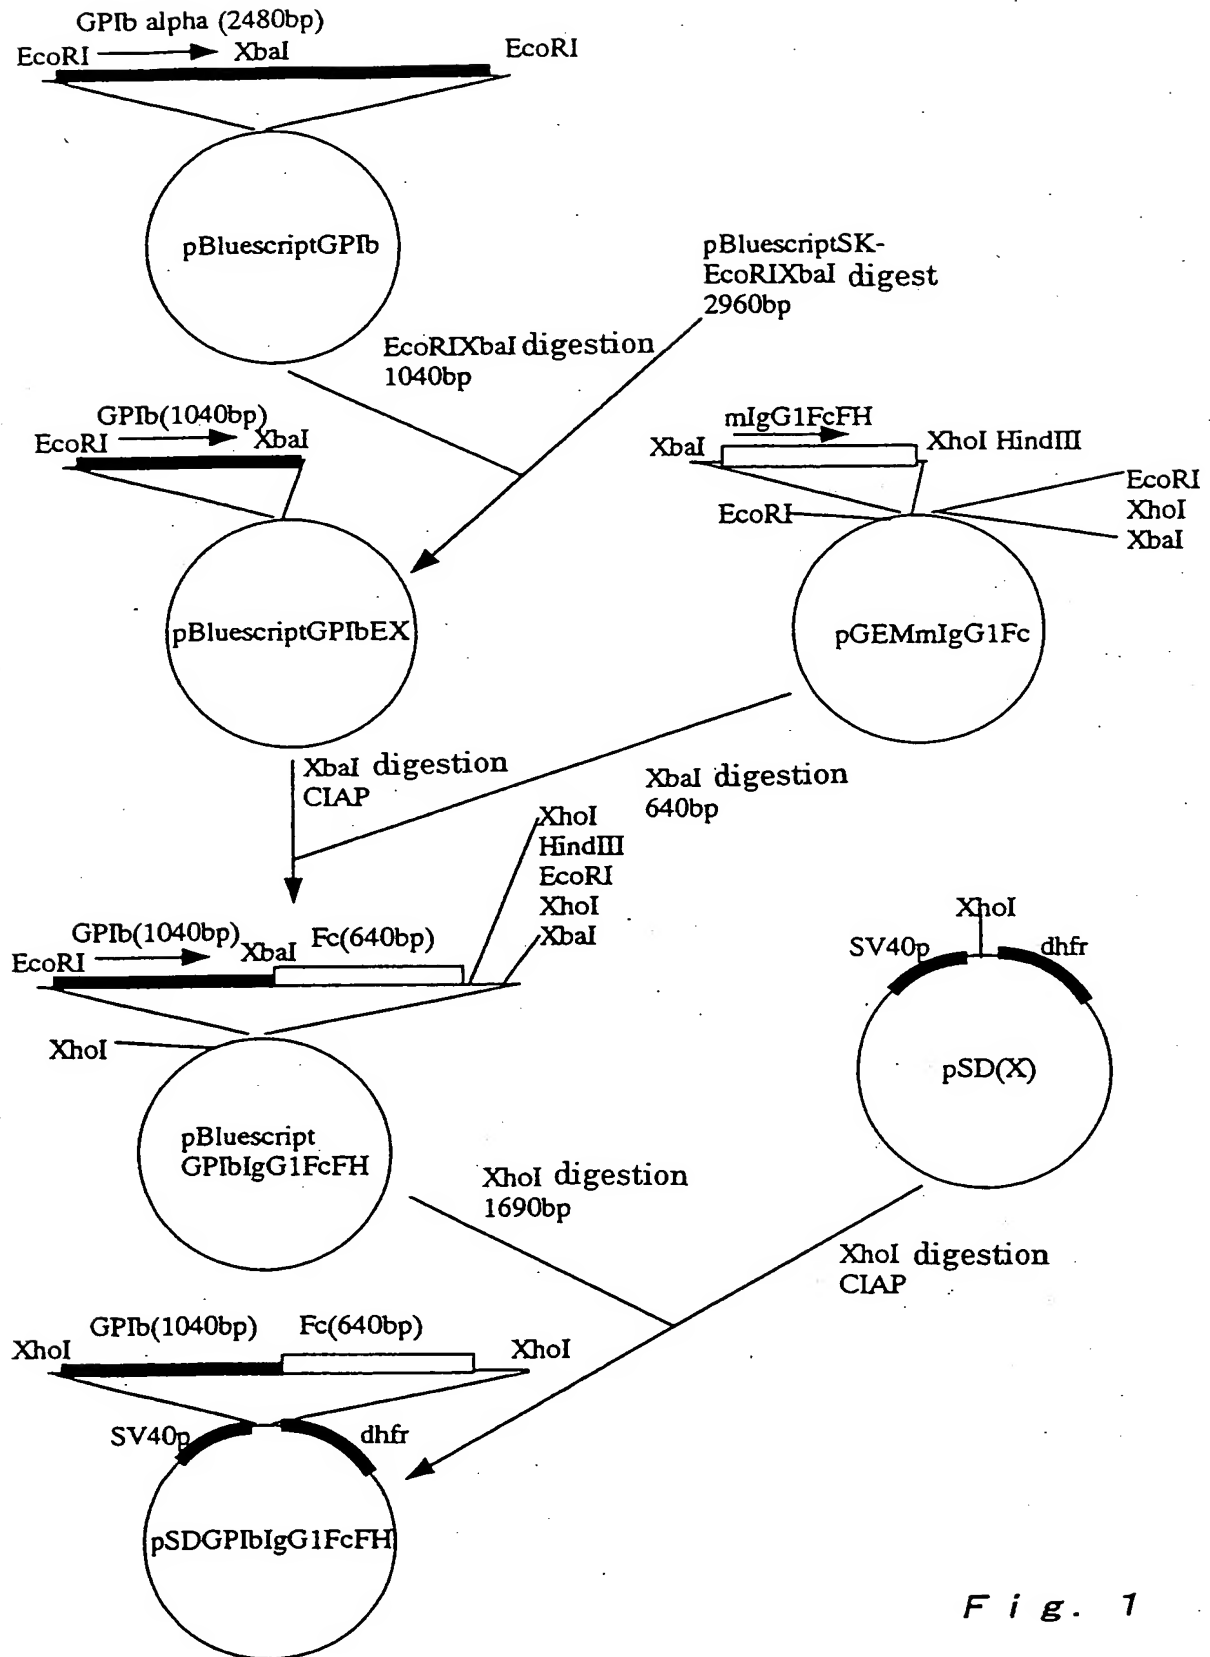 GPIb alpha (2480bp)
EcoRI XbaI EcoRI
pBluescriptGPIb
pBluescriptSK-
EcoRIXbaI digest
2960bp
EcoRIXbaI digestion
1040bp
GPIb(1040bp)
EcoRI XbaI
mIgG1FcFH
XbaI XhoI HindIII
EcoRI
EcoRI
XhoI
XbaI
pBluescriptGPIbEX
pGEMmIgG1Fc
XbaI digestion
CIAP
XbaI digestion
640bp
XhoI
HindIII
EcoRI
XhoI
XbaI
GPIb(1040bp) XbaI Fc(640bp)
EcoRI
XhoI
SV40p dhfr
XhoI
pBluescript
GPIbIgG1FcFH
pSD(X)
XhoI digestion
1690bp
XhoI digestion
CIAP
GPIb(1040bp) Fc(640bp)
XhoI XhoI
SV40p dhfr
pSDGPIbIgG1FcFH
Fig. 1